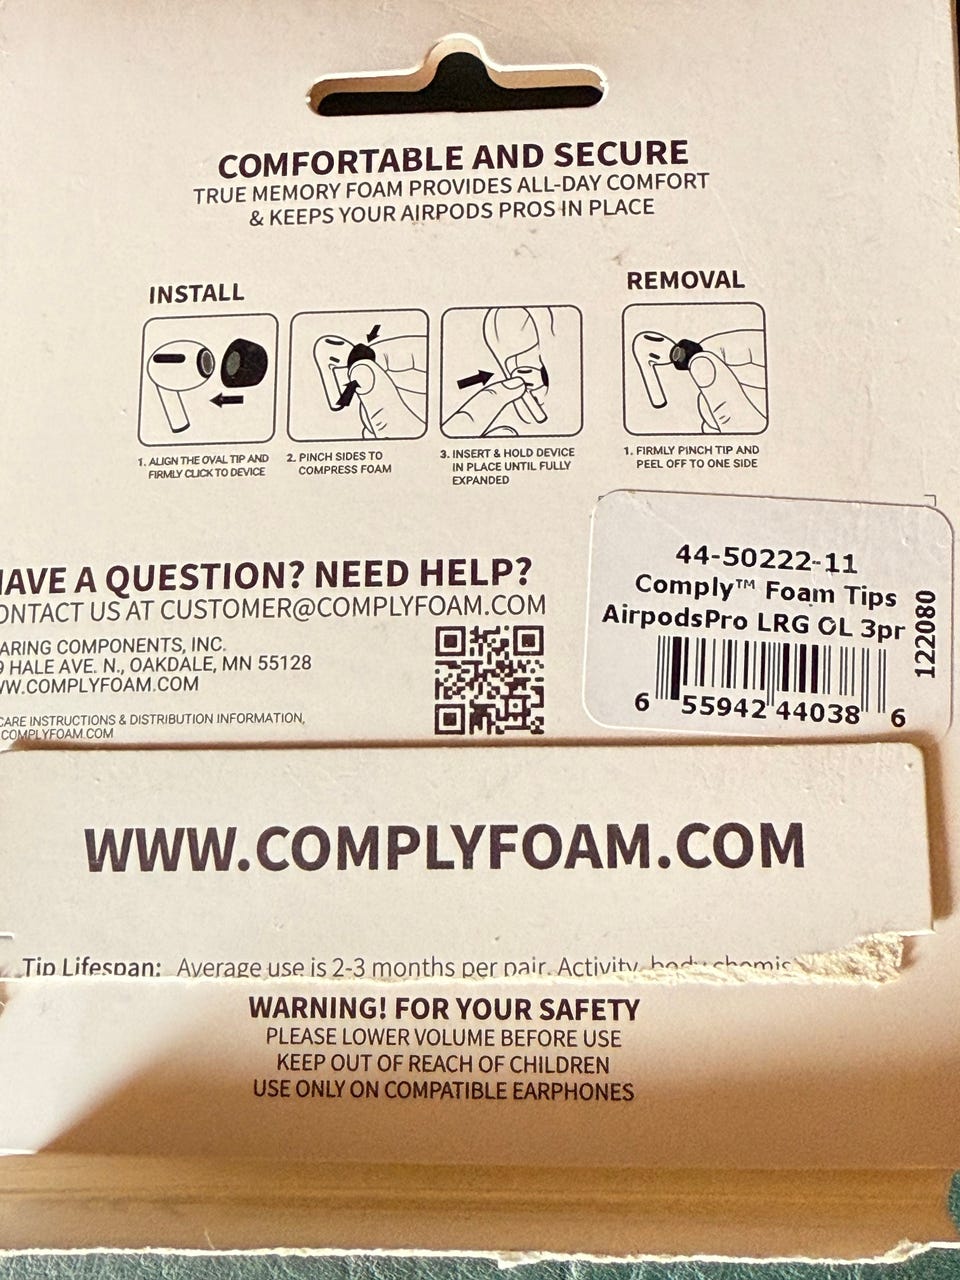 COMFORTABLE AND SECURE
TRUE MEMORY FOAM PROVIDES ALL-DAY COMFORT
& KEEPS YOUR AIRPODS PROS IN PLACE
INSTALL
1. ALIGN THE OVAL TIP AND
FIRMLY CLICK TO DEVICE
2. PINCH SIDES TO
COMPRESS FOAM
3. INSERT & HOLD DEVICE
IN PLACE UNTIL FULLY
EXPANDED
REMOVAL
1. FIRMLY PINCH TIP AND
PEEL OFF TO ONE SIDE
HAVE A QUESTION? NEED HELP?
CONTACT US AT CUSTOMER@COMPLYFOAM.COM
ARING COMPONENTS, INC.
9 HALE AVE. N., OAKDALE, MN 55128
WW.COMPLYFOAM.COM
CARE INSTRUCTIONS & DISTRIBUTION INFORMATION,
COMPLYFOAM.COM
44-50222-11
Comply™ Foam Tips
AirpodsPro LRG OL 3pr
122080
6 55942 44038 6
WWW.COMPLYFOAM.COM
Tip Lifespan: Average use is 2-3 months per pair. Activity, body
WARNING! FOR YOUR SAFETY
PLEASE LOWER VOLUME BEFORE USE
KEEP OUT OF REACH OF CHILDREN
USE ONLY ON COMPATIBLE EARPHONES